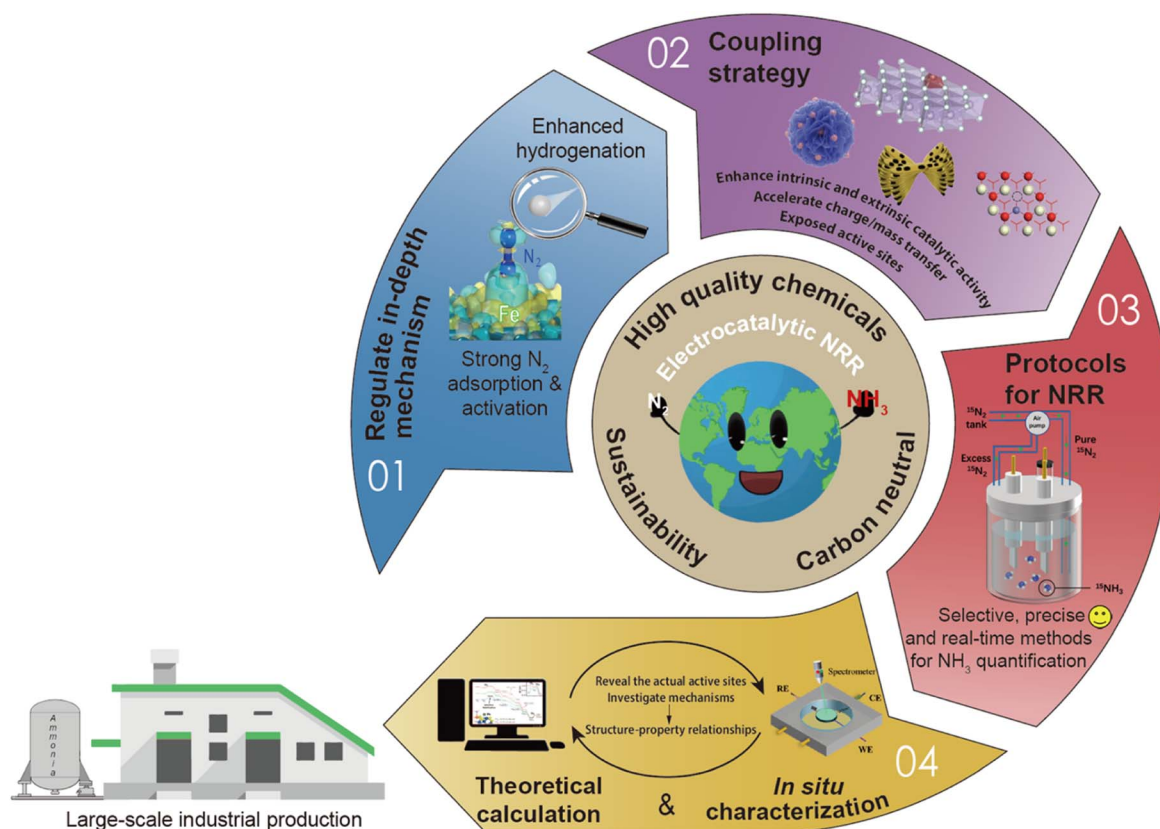 01
Regulate in-depth
mechanism
Enhanced
hydrogenation
N₂
Fe
Strong N₂
adsorption &
activation
02
Coupling
strategy
Enhance intrinsic and extrinsic catalytic activity
Accelerate charge/mass transfer
Exposed active sites
03
Protocols
for NRR
¹⁵N₂
tank
Air
pump
Excess
¹⁵N₂
Pure
¹⁵N₂
¹⁵NH₃
Selective, precise
and real-time methods
for NH₃ quantification
High quality chemicals
Electrocatalytic NRR
N₂
NH₃
Sustainability
Carbon neutral
04
Reveal the actual active sites
Investigate mechanisms
Structure-property relationships
Spectrometer
RE
CE
WE
Theoretical
calculation
&
In situ
characterization
Ammonia
Large-scale industrial production